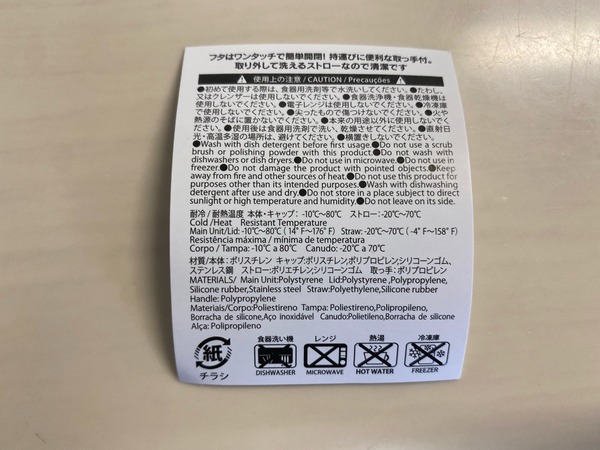 フタはワンタッチで簡単開閉!持運びに便利な取っ手付。
取り外して洗えるストローなので清潔です
使用上の注意 / CAUTION / Precauções
●初めて使用する際は、食器用洗剤等で水洗いしてください。●たわし、
又はクレンザーは使用しないでください。●食器洗浄機・食器乾燥機は
使用しないでください。●電子レンジは使用しないでください。●冷凍庫
で使用しないでください。●尖ったもので傷つけないでください。●火や
熱源のそばに置かないでください。●本来の用途以外に使用しないでく
ださい。●使用後は食器用洗剤で洗い、乾燥させてください。●直射日
光・高温多湿の場所は、避けてください。●横置きしないでください。
●Wash with dish detergent before first usage.●Do not use a scrub
brush or polishing powder with this product.●Do not wash with
dishwashers or dish dryers.●Do not use in microwave.●Do not use in
freezer.●Do not damage the product with pointed objects.●Keep
away from fire and other sources of heat.●Do not use this product for
purposes other than its intended purposes.●Wash with dishwashing
detergent after use and dry.●Do not store in a place subject to direct
sunlight or high temperature and humidity.●Do not leave on its side.
耐冷 / 耐熱温度 本体・キャップ: -10℃~80℃ ストロー: -20℃~70℃
Cold /Heat Resistant Temperature
Main Unit/Lid: -10℃~80℃ ( 14° F~176° F) Straw: -20℃~70℃ ( -4° F~158° F)
Resistência máxima / mínima de temperatura
Corpo / Tampa: -10℃ a 80℃ Canudo: -20℃ a 70℃
材質/本体: ポリスチレン キャップ:ポリスチレン,ポリプロピレン,シリコーンゴム、
ステンレス鋼 ストロー:ポリエチレン,シリコーンゴム 取っ手: ポリプロピレン
MATERIALS/ Main Unit:Polystyrene Lid:Polystyrene ,Polypropylene,
Silicone rubber,Stainless steel Straw:Polyethylene,Silicone rubber
Handle: Polypropylene
Materiais/Corpo:Poliestireno Tampa: Poliestireno,Polipropileno,
Borracha de silicone,Aço inoxidável Canudo:Polietileno,Borracha de silicone
Alça: Polipropileno
紙
チラシ
食器洗い機
DISHWASHER
レンジ
MICROWAVE
熱湯
HOT WATER
冷凍庫
FREEZER